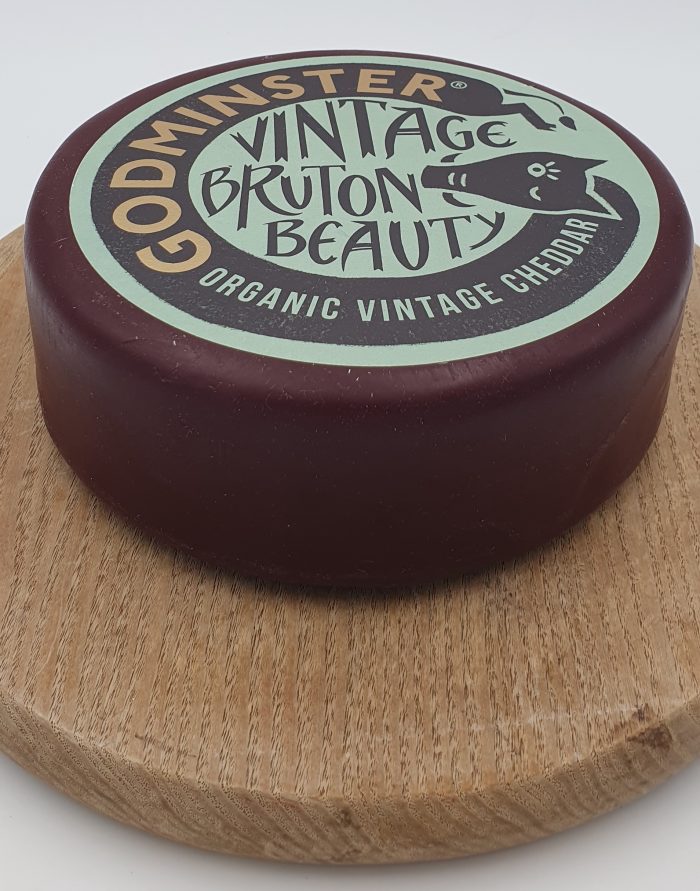 GODMINSTER®
VINTAGE
BRUTON
BEAUTY
ORGANIC VINTAGE CHEDDAR